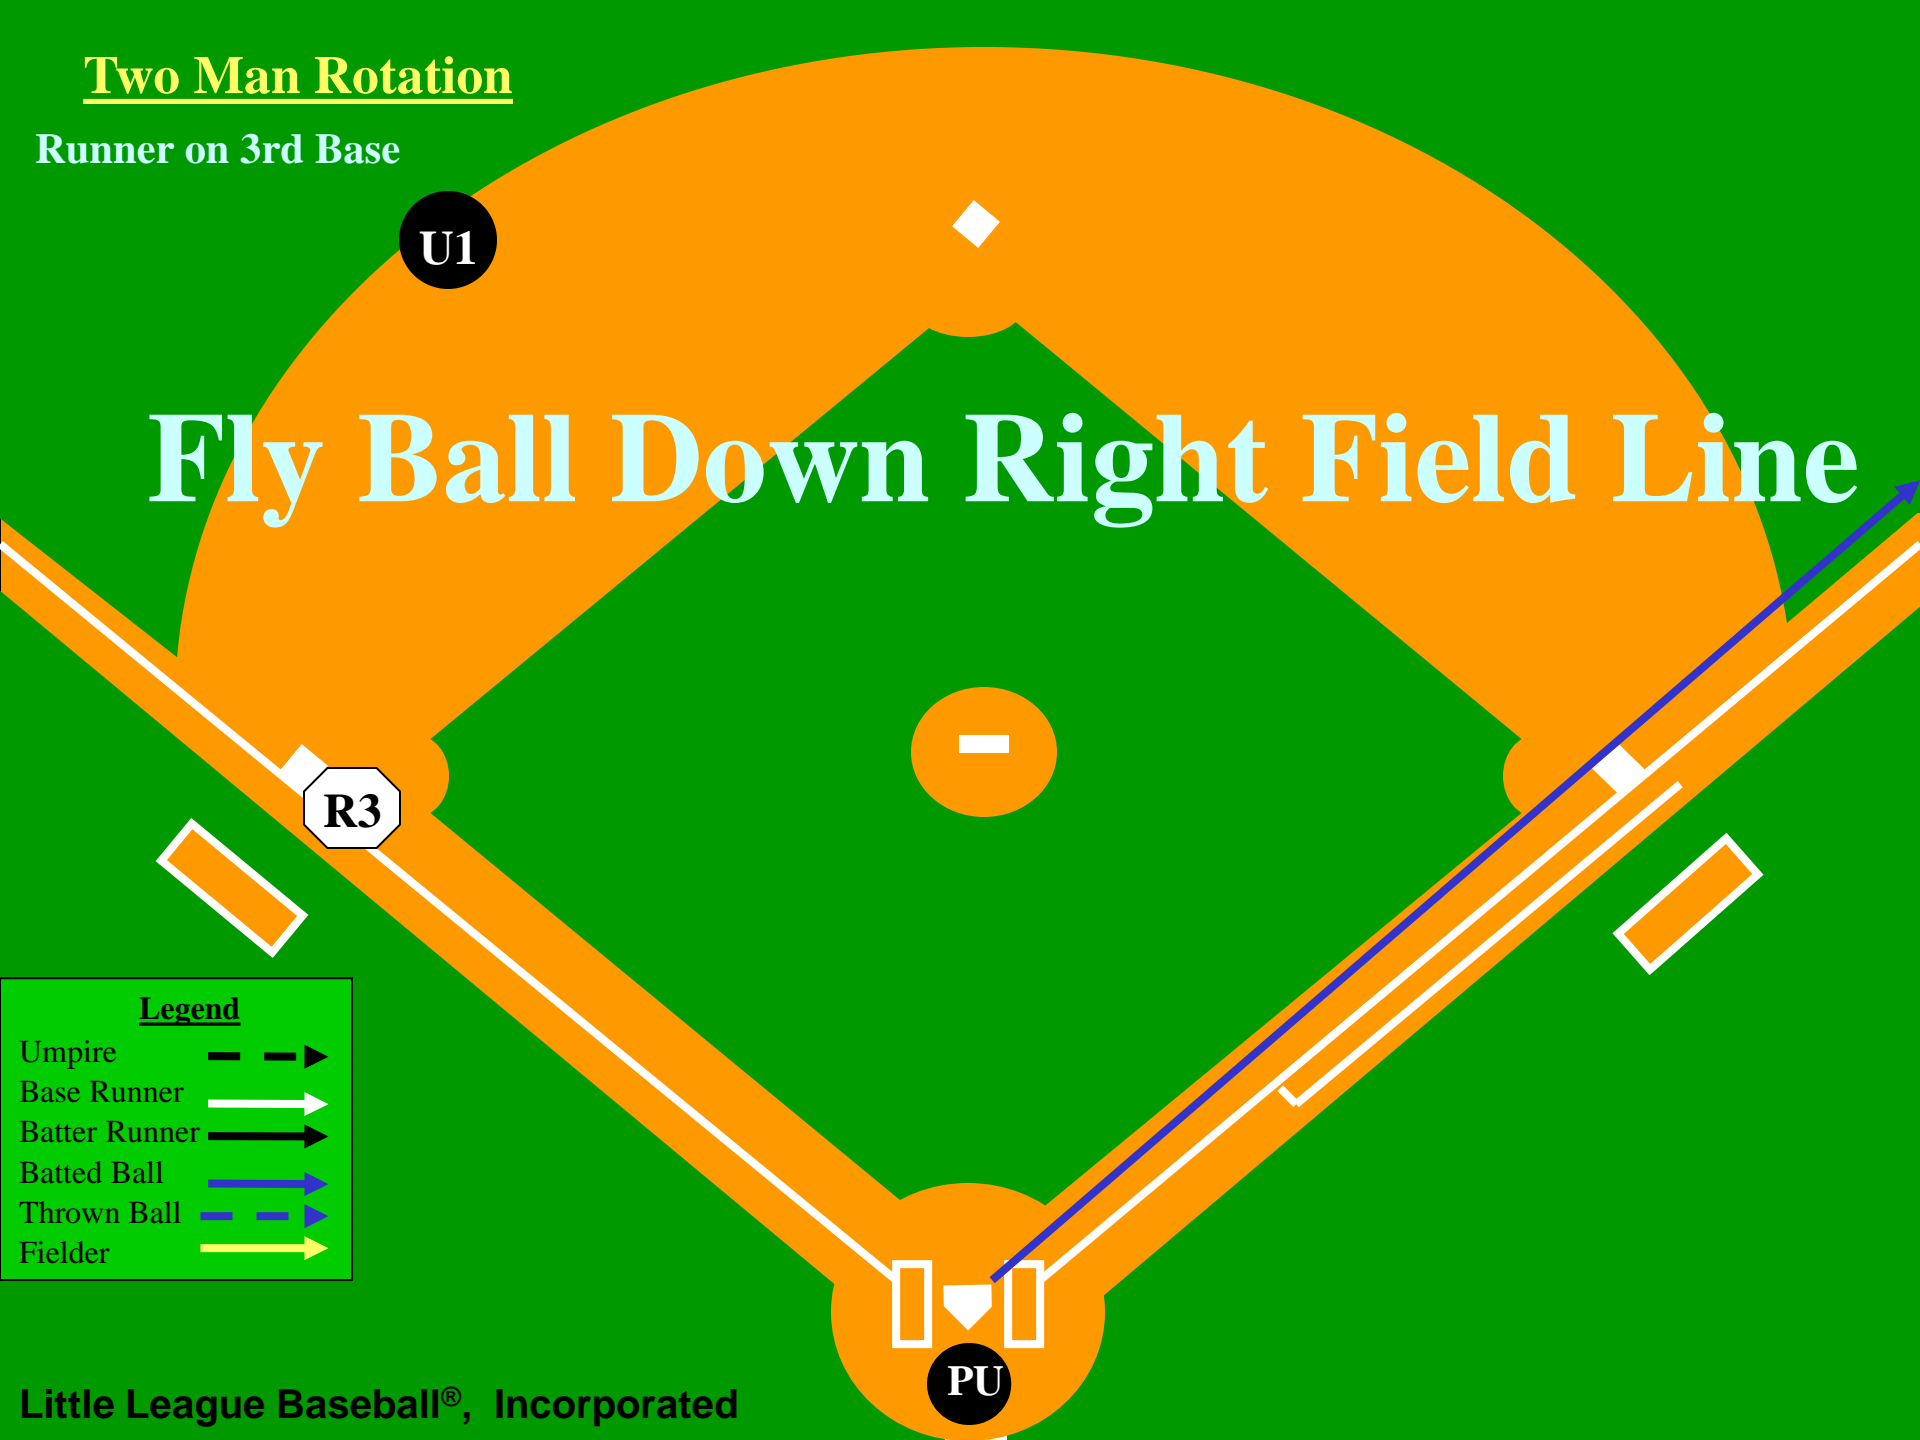 Two Man Rotation
Runner on 3rd Base
U1
Fly Ball Down Right Field Line
R3
Legend
Umpire
Base Runner
Batter Runner
Batted Ball
Thrown Ball
Fielder
PU
Little League Baseball®, Incorporated